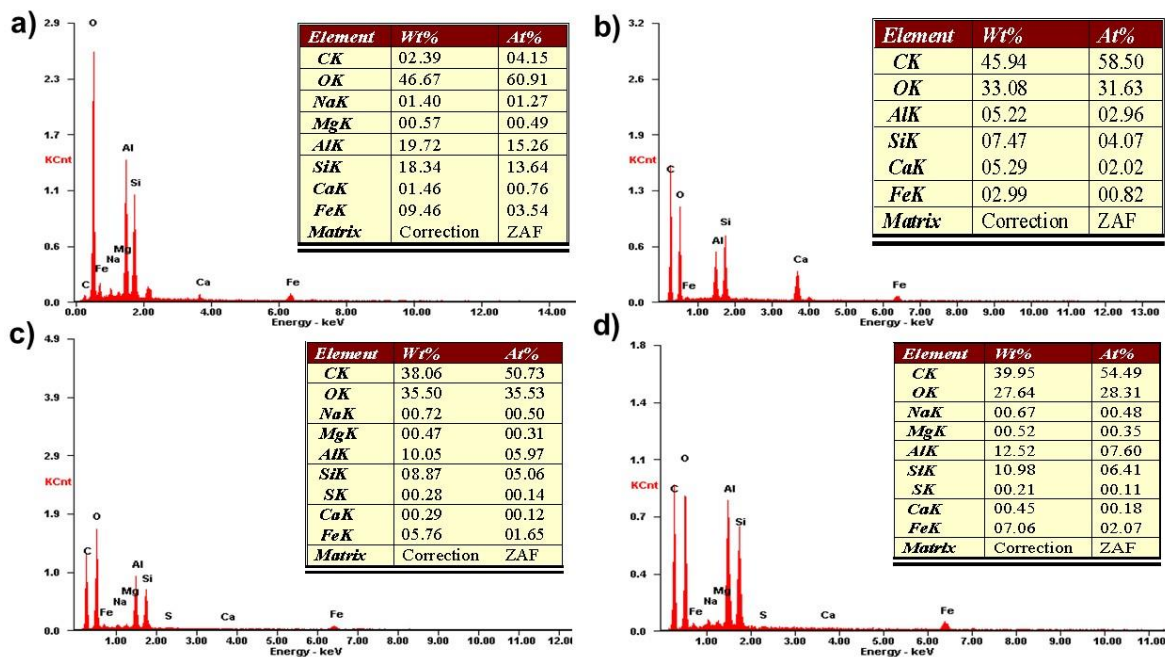 a)
2.9
2.3
1.7
KCnt
1.1
0.6
0.0
O
Al
Si
Mg
Na
Fe
C
Ca
Fe
2.00 4.00 6.00 8.00 10.00 12.00 14.00
Energy - keV
Element Wt% At%
CK 02.39 04.15
OK 46.67 60.91
NaK 01.40 01.27
MgK 00.57 00.49
AlK 19.72 15.26
SiK 18.34 13.64
CaK 01.46 00.76
FeK 09.46 03.54
Matrix Correction ZAF
b)
3.2
2.6
1.9
KCnt
1.3
0.6
0.0
C
O
Si
Al
Ca
Fe
Fe
1.00 2.00 3.00 4.00 5.00 6.00 7.00 8.00 9.00 10.00 11.00 12.00 13.00
Energy - keV
Element Wt% At%
CK 45.94 58.50
OK 33.08 31.63
AlK 05.22 02.96
SiK 07.47 04.07
CaK 05.29 02.02
FeK 02.99 00.82
Matrix Correction ZAF
c)
4.9
3.9
2.9
KCnt
1.9
1.0
0.0
O
C
Al
Si
Mg
Na
Fe
S
Ca
Fe
1.00 2.00 3.00 4.00 5.00 6.00 7.00 8.00 9.00 10.00 11.00 12.00
Energy - keV
Element Wt% At%
CK 38.06 50.73
OK 35.50 35.53
NaK 00.72 00.50
MgK 00.47 00.31
AlK 10.05 05.97
SiK 08.87 05.06
SK 00.28 00.14
CaK 00.29 00.12
FeK 05.76 01.65
Matrix Correction ZAF
d)
1.8
1.4
1.1
KCnt
0.7
0.4
0.0
O
C
Al
Si
Mg
Na
Fe
S
Ca
Fe
1.00 2.00 3.00 4.00 5.00 6.00 7.00 8.00 9.00 10.00 11.0
Energy - keV
Element Wt% At%
CK 39.95 54.49
OK 27.64 28.31
NaK 00.67 00.48
MgK 00.52 00.35
AlK 12.52 07.60
SiK 10.98 06.41
SK 00.21 00.11
CaK 00.45 00.18
FeK 07.06 02.07
Matrix Correction ZAF